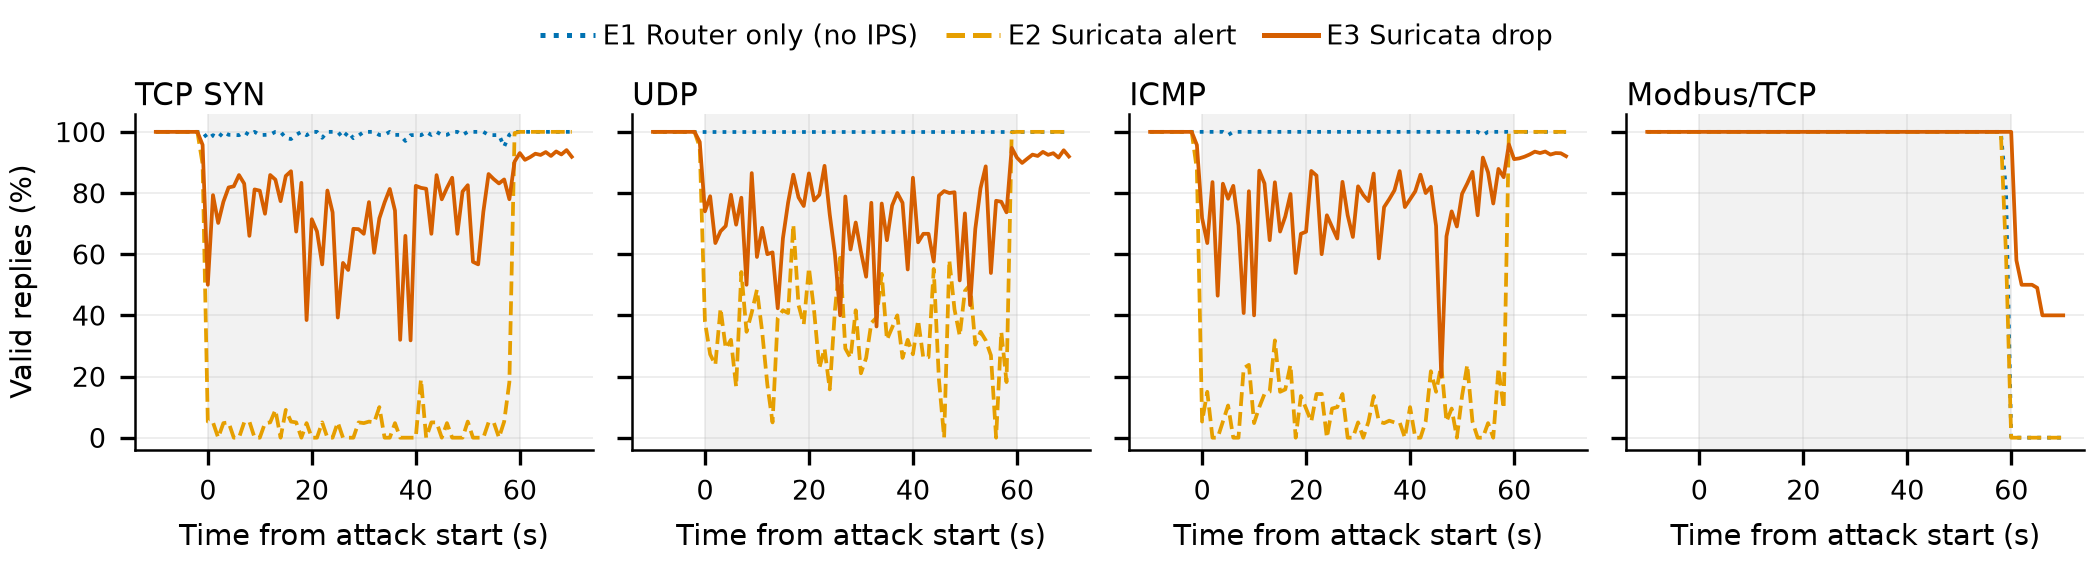 E1 Router only (no IPS) E2 Suricata alert E3 Suricata drop
TCP SYN UDP ICMP Modbus/TCP
Valid replies (%)
100
80
60
40
20
0
0 20 40 60 0 20 40 60 0 20 40 60 0 20 40 60
Time from attack start (s) Time from attack start (s) Time from attack start (s) Time from attack start (s)